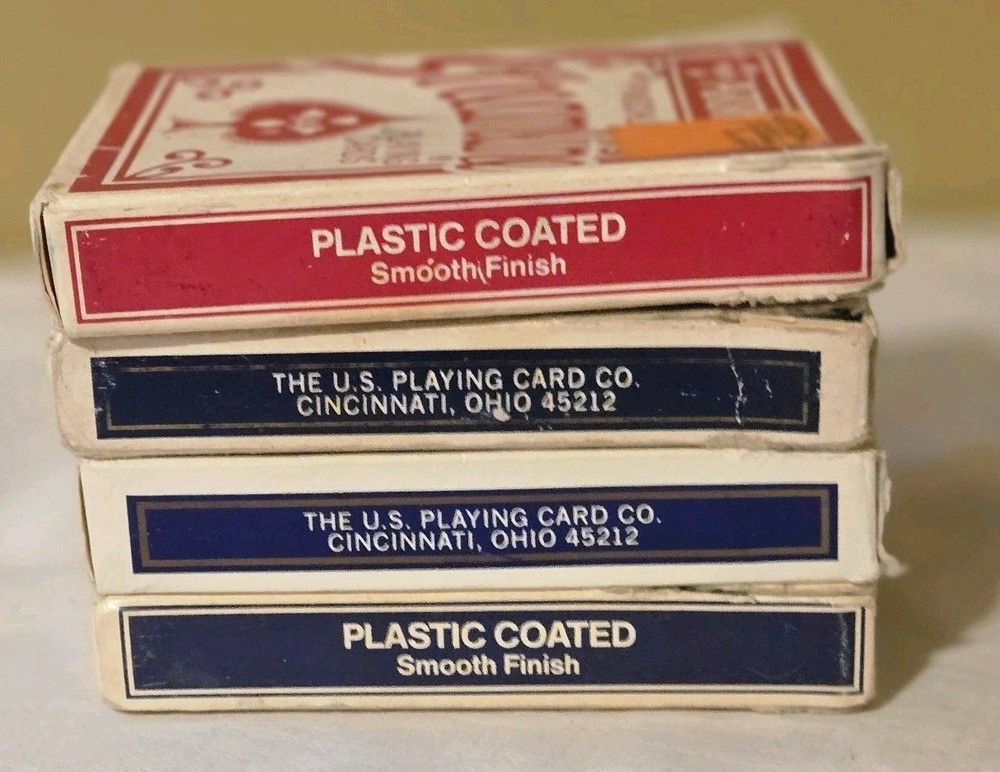 PLASTIC COATED
Smooth Finish
THE U.S. PLAYING CARD CO.
CINCINNATI, OHIO 45212
THE U.S. PLAYING CARD CO.
CINCINNATI, OHIO 45212
PLASTIC COATED
Smooth Finish